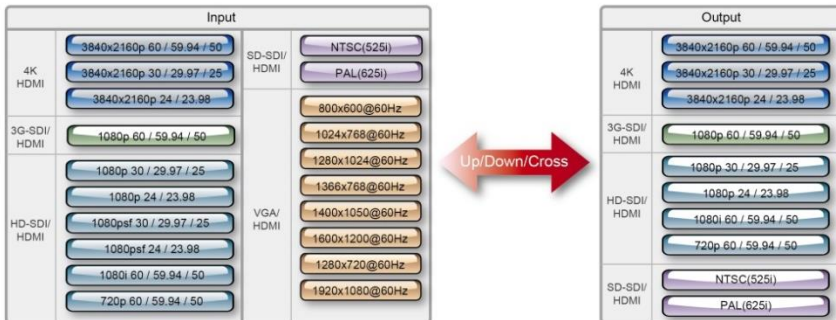 Input
4K
HDMI
3840x2160p 60 / 59.94 / 50
3840x2160p 30 / 29.97 / 25
3840x2160p 24 / 23.98
3G-SDI/
HDMI
1080p 60 / 59.94 / 50
HD-SDI/
HDMI
1080p 30 / 29.97 / 25
1080p 24 / 23.98
1080psf 30 / 29.97 / 25
1080psf 24 / 23.98
1080i 60 / 59.94 / 50
720p 60 / 59.94 / 50
SD-SDI/
HDMI
NTSC(525i)
PAL(625i)
VGA/
HDMI
800x600@60Hz
1024x768@60Hz
1280x1024@60Hz
1366x768@60Hz
1400x1050@60Hz
1600x1200@60Hz
1280x720@60Hz
1920x1080@60Hz
Up/Down/Cross
Output
4K
HDMI
3840x2160p 60 / 59.94 / 50
3840x2160p 30 / 29.97 / 25
3840x2160p 24 / 23.98
3G-SDI/
HDMI
1080p 60 / 59.94 / 50
HD-SDI/
HDMI
1080p 30 / 29.97 / 25
1080p 24 / 23.98
1080i 60 / 59.94 / 50
720p 60 / 59.94 / 50
SD-SDI/
HDMI
NTSC(525i)
PAL(625i)